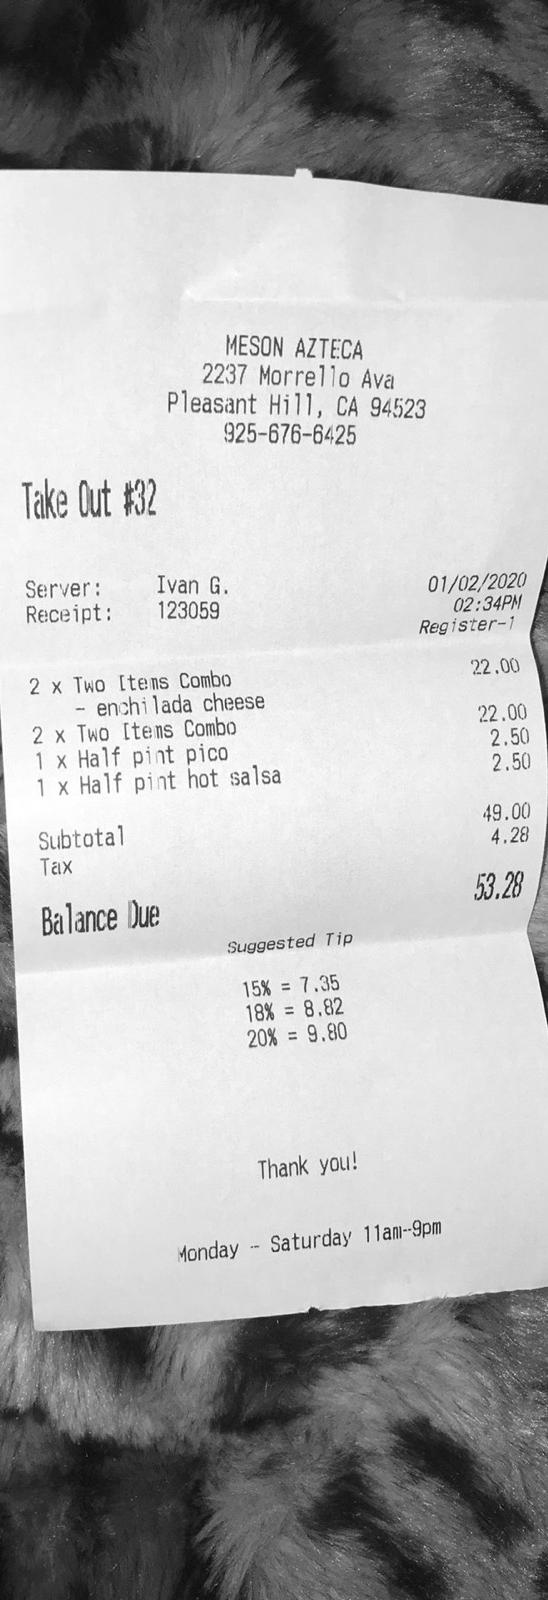 MESON AZTECA
2237 Morrello Ava
Pleasant Hill, CA 94523
925-676-6425
Take Out #32
Server: Ivan G. 01/02/2020
Receipt: 123059 02:34PM
Register-1
2 x Two Items Combo 22.00
- enchilada cheese
2 x Two Items Combo 22.00
1 x Half pint pico 2.50
1 x Half pint hot salsa 2.50
Subtotal 49.00
Tax 4.28
Balance Due 53.28
Suggested Tip
15% = 7.35
18% = 8.82
20% = 9.80
Thank you!
Monday - Saturday 11am-9pm